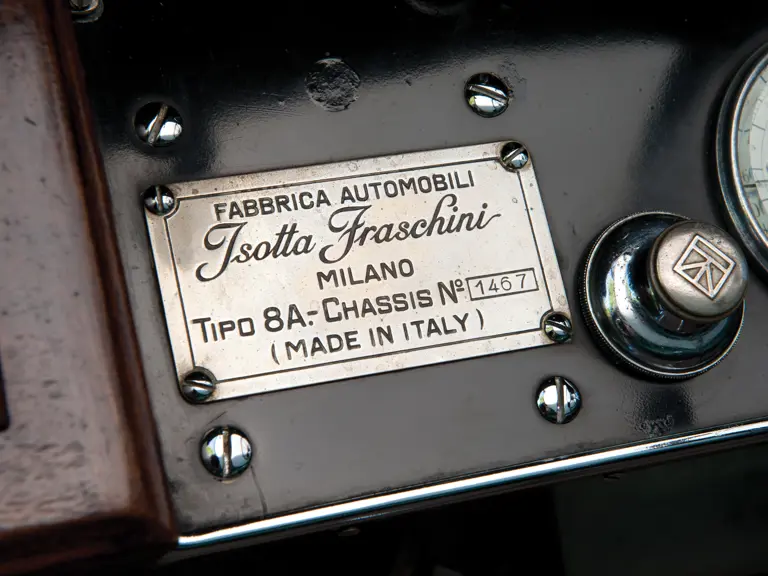 FABBRICA AUTOMOBILI
Isotta Fraschini
MILANO
TIPO 8A.-CHASSIS Nº 1467
(MADE IN ITALY)